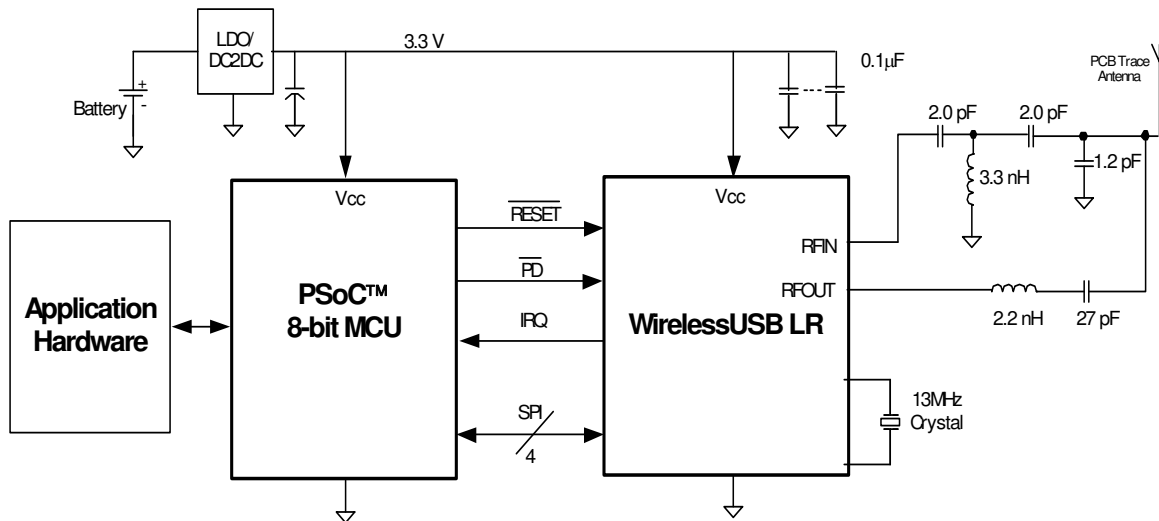 LDO/
DC2DC
3.3 V
0.1µF
PCB Trace
Antenna
+
-
Battery
2.0 pF
2.0 pF
1.2 pF
3.3 nH
Vcc
Vcc
RESET
RFIN
PD
RFOUT
Application
Hardware
PSoC™
8-bit MCU
IRQ
WirelessUSB LR
2.2 nH
27 pF
SPI
4
13MHz
Crystal